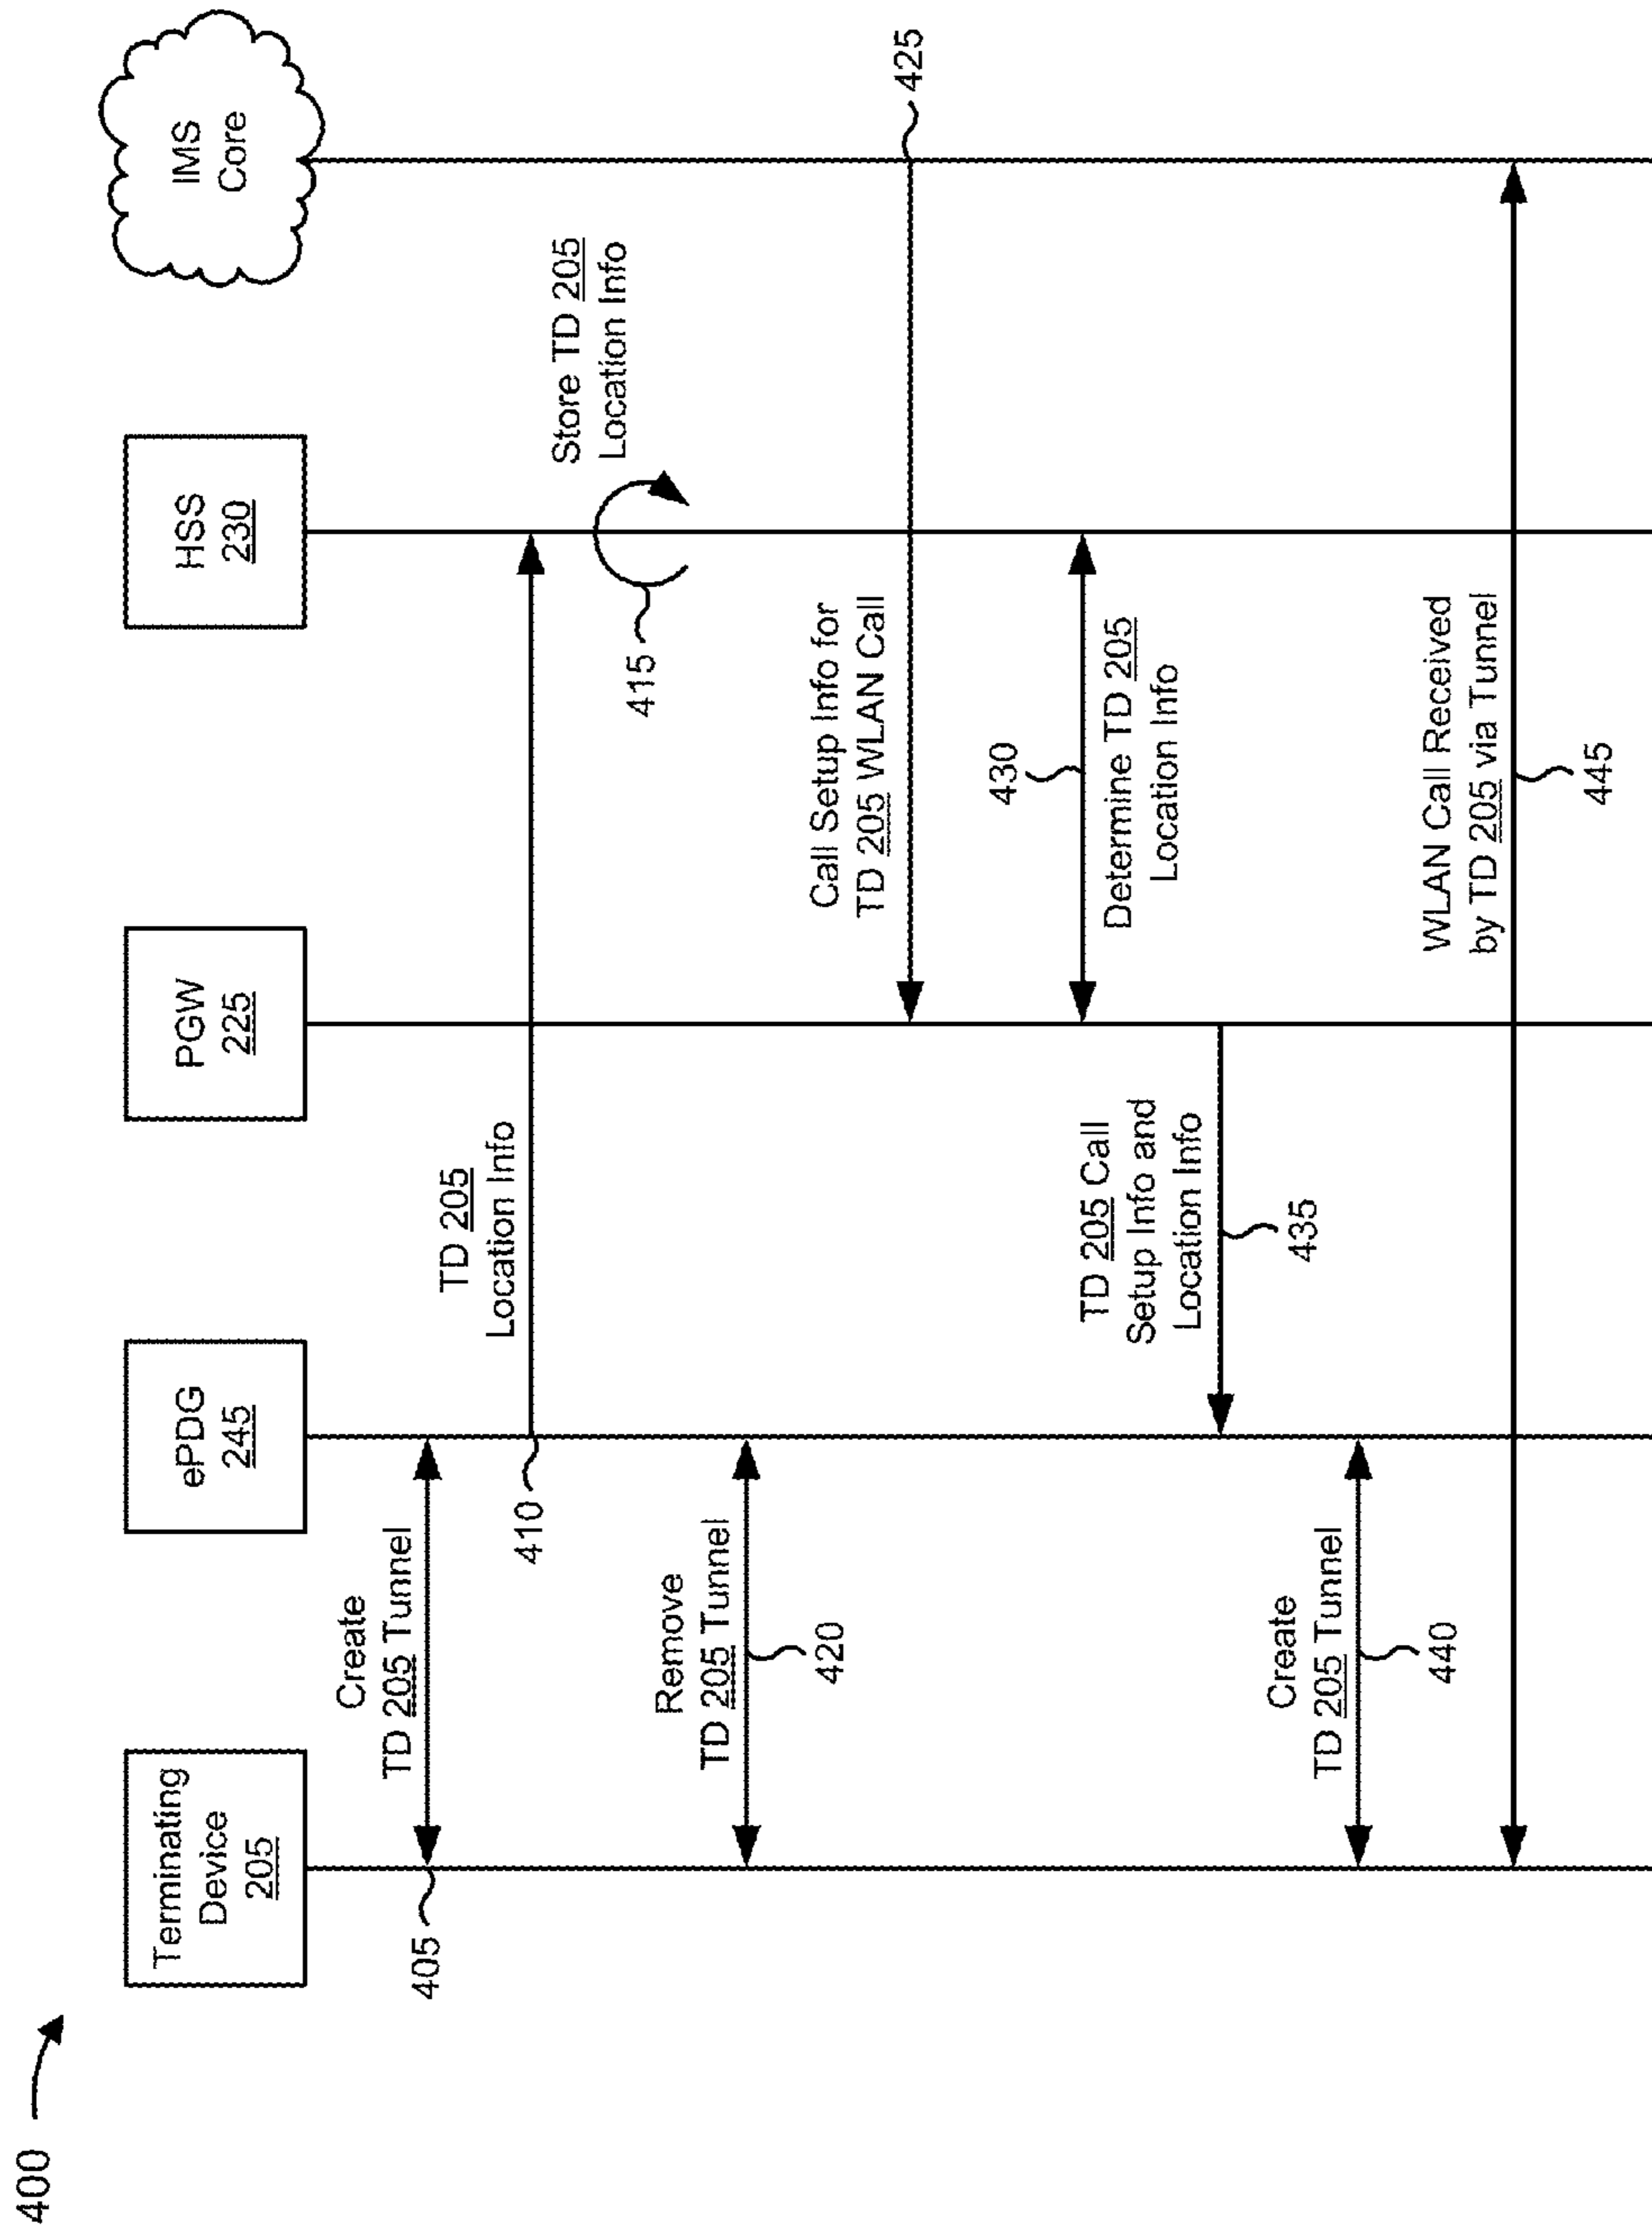 400
Terminating
Device
205
ePDG
245
PGW
225
HSS
230
IMS
Core
405
Create
TD 205 Tunnel
410
TD 205
Location Info
415
Store TD 205
Location Info
Remove
TD 205 Tunnel
420
Call Setup Info for
TD 205 WLAN Call
425
430
Determine TD 205
Location Info
TD 205 Call
Setup Info and
Location Info
435
Create
TD 205 Tunnel
440
WLAN Call Received
by TD 205 via Tunnel
445